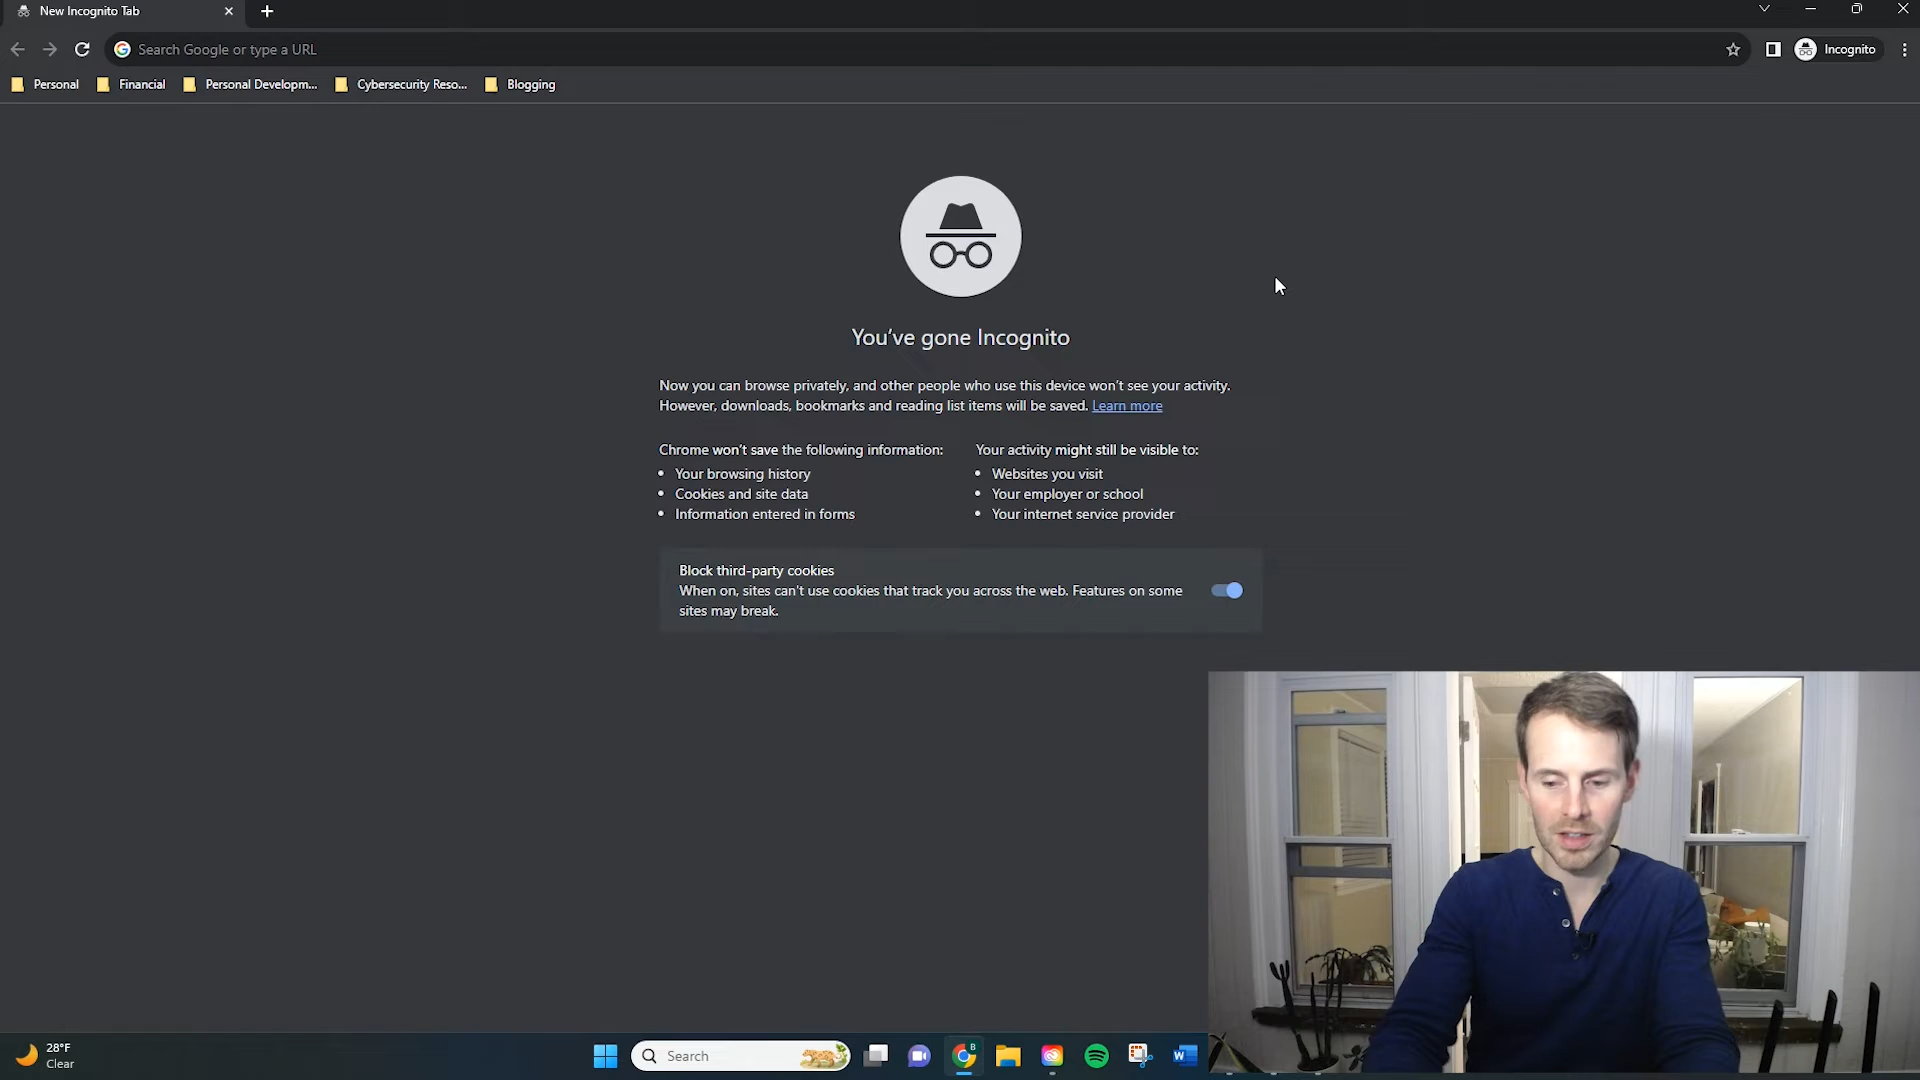 New Incognito Tab
Search Google or type a URL
Incognito
Personal
Financial
Personal Developm...
Cybersecurity Reso...
Blogging
You've gone Incognito
Now you can browse privately, and other people who use this device won't see your activity.
However, downloads, bookmarks and reading list items will be saved. Learn more
Chrome won't save the following information:
Your browsing history
Cookies and site data
Information entered in forms
Your activity might still be visible to:
Websites you visit
Your employer or school
Your internet service provider
Block third-party cookies
When on, sites can't use cookies that track you across the web. Features on some
sites may break.
28°F
Clear
Search
B
W